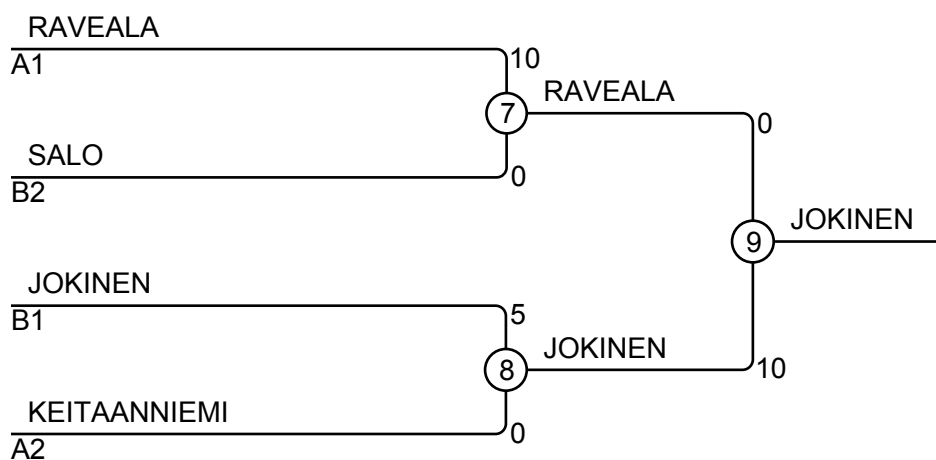 RAVEALA
A1
10
7
RAVEALA
SALO
B2
0
0
9
JOKINEN
JOKINEN
B1
5
8
JOKINEN
10
KEITAANNIEMI
A2
0